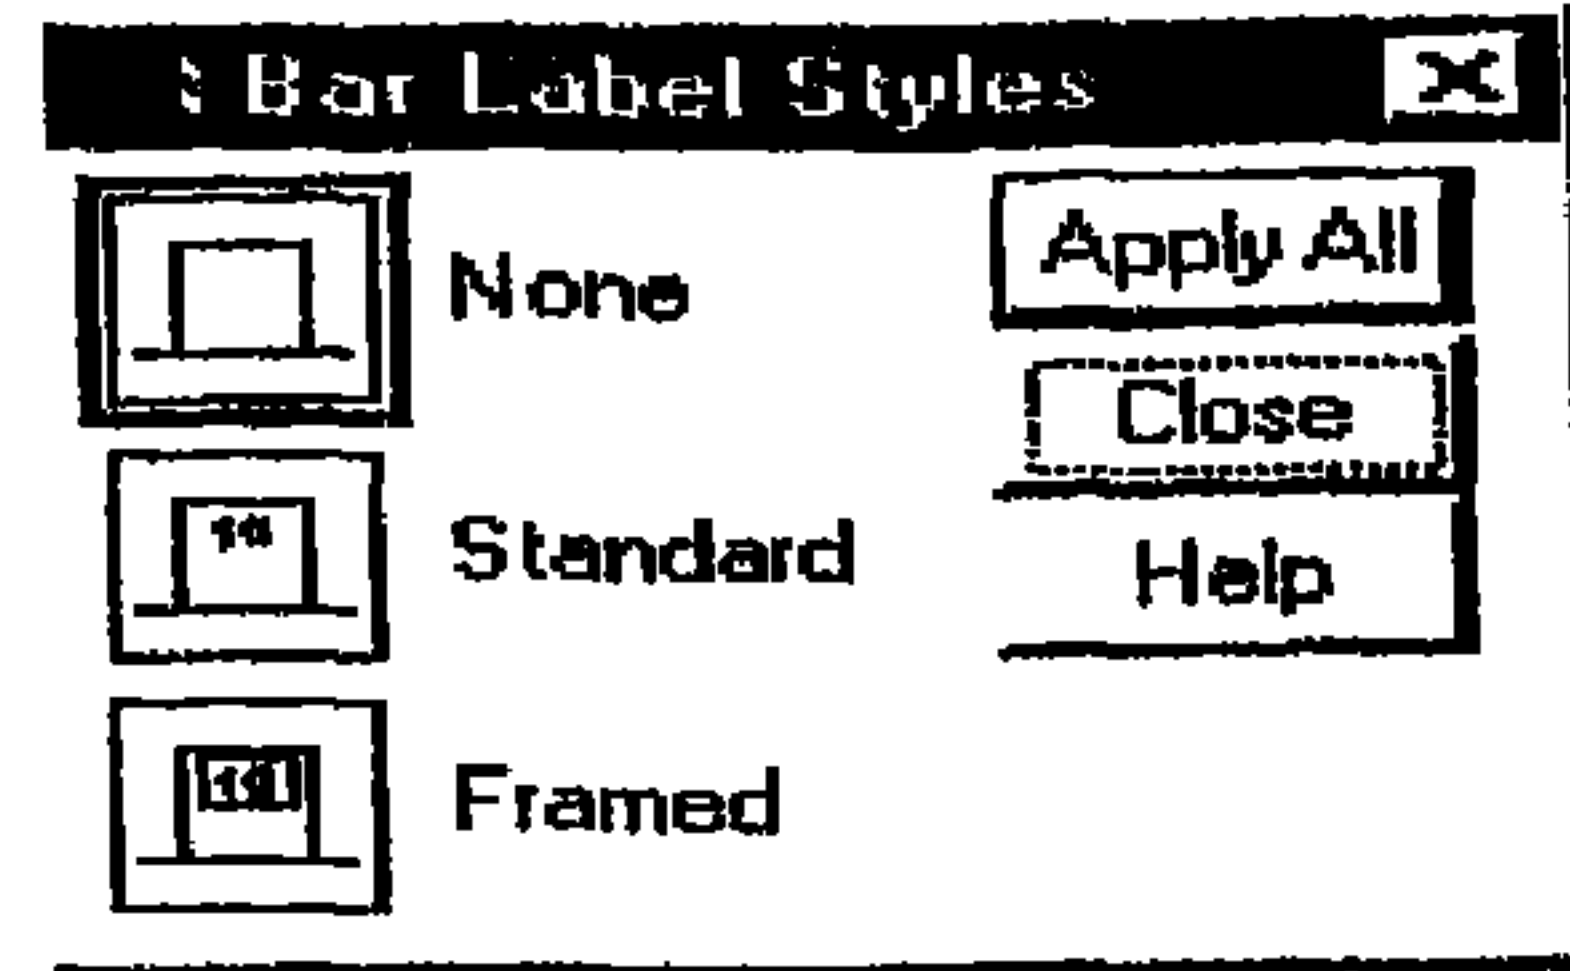 Bar Label Styles
None
Apply All
Close
Standard
Help
Framed